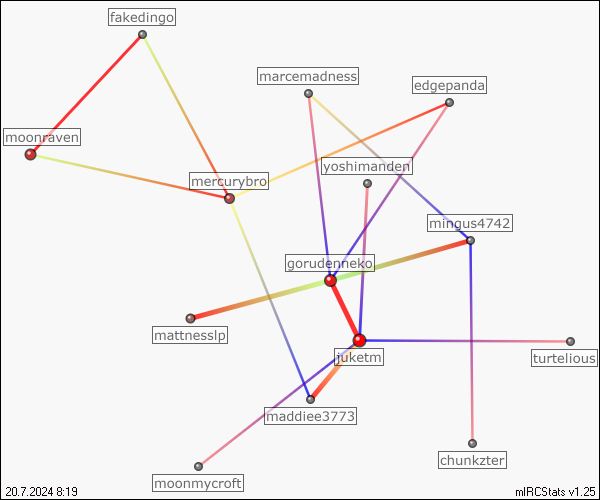 fakedingo
marcemadness
edgepanda
moonraven
yoshimanden
mercurybro
mingus4742
gorudenneko
mattnesslp
juketm
turtelious
maddiee3773
chunkzter
moonmycroft
20.7.2024 8:19
mIRCStats v1.25